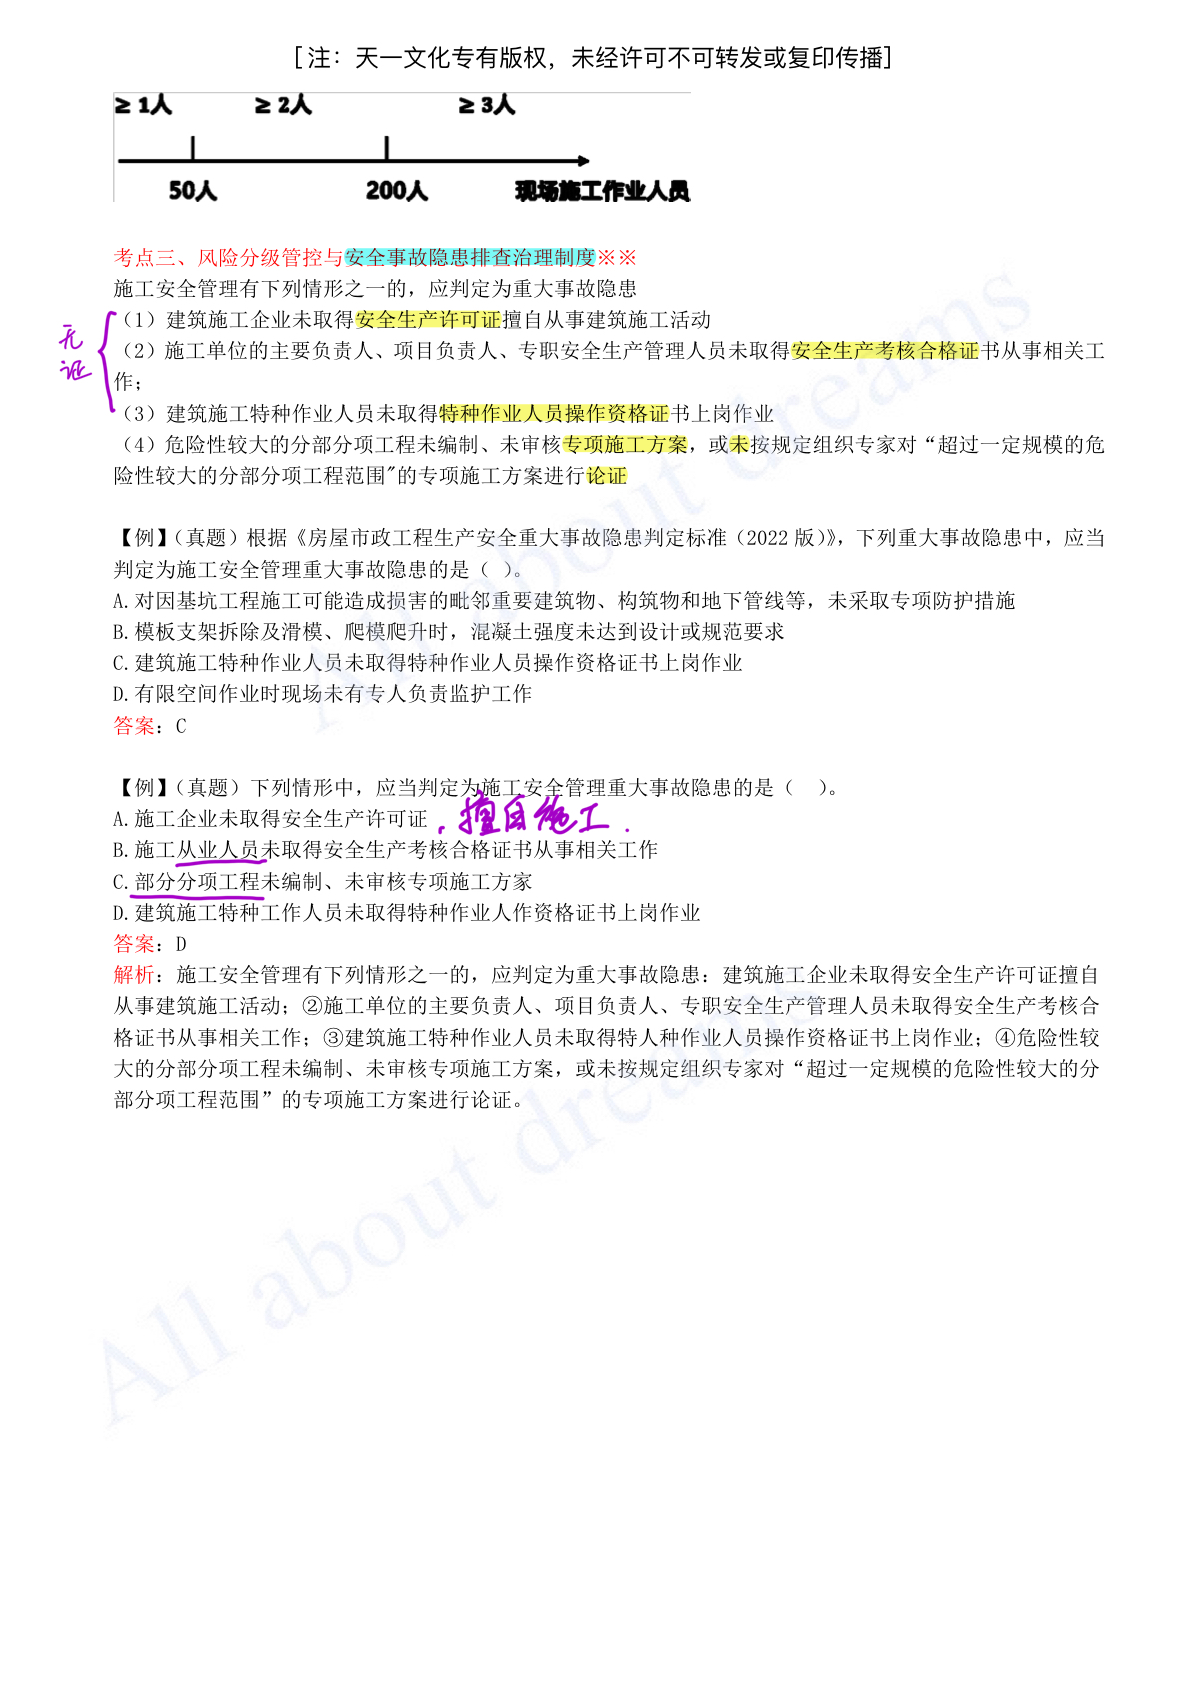 [注：天一文化专有版权，未经许可不可转发或复印传播]
≥ 1人 ≥ 2人 ≥ 3人
50人 200人 现场施工作业人员
考点三、风险分级管控与安全事故隐患排查治理制度※※
施工安全管理有下列情形之一的，应判定为重大事故隐患
（1）建筑施工企业未取得安全生产许可证擅自从事建筑施工活动
无证
（2）施工单位的主要负责人、项目负责人、专职安全生产管理人员未取得安全生产考核合格证书从事相关工
作；
（3）建筑施工特种作业人员未取得特种作业人员操作资格证书上岗作业
（4）危险性较大的分部分项工程未编制、未审核专项施工方案，或未按规定组织专家对“超过一定规模的危
险性较大的分部分项工程范围"的专项施工方案进行论证
【例】（真题）根据《房屋市政工程生产安全重大事故隐患判定标准（2022 版）》，下列重大事故隐患中，应当
判定为施工安全管理重大事故隐患的是（ ）。
A.对因基坑工程施工可能造成损害的毗邻重要建筑物、构筑物和地下管线等，未采取专项防护措施
B.模板支架拆除及滑模、爬模爬升时，混凝土强度未达到设计或规范要求
C.建筑施工特种作业人员未取得特种作业人员操作资格证书上岗作业
D.有限空间作业时现场未有专人负责监护工作
答案：C
【例】（真题）下列情形中，应当判定为施工安全管理重大事故隐患的是（ ）。
A.施工企业未取得安全生产许可证，擅自施工．
B.施工从业人员未取得安全生产考核合格证书从事相关工作
C.部分分项工程未编制、未审核专项施工方家
D.建筑施工特种工作人员未取得特种作业人作资格证书上岗作业
答案：D
解析：施工安全管理有下列情形之一的，应判定为重大事故隐患：建筑施工企业未取得安全生产许可证擅自
从事建筑施工活动；②施工单位的主要负责人、项目负责人、专职安全生产管理人员未取得安全生产考核合
格证书从事相关工作；③建筑施工特种作业人员未取得特人种作业人员操作资格证书上岗作业；④危险性较
大的分部分项工程未编制、未审核专项施工方案，或未按规定组织专家对“超过一定规模的危险性较大的分
部分项工程范围”的专项施工方案进行论证。
All about dreams
All about dreams